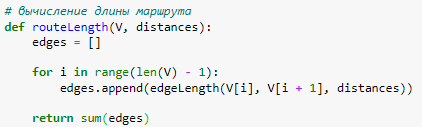 # вычисление длины маршрута
def routeLength(V, distances):
    edges = []
    for i in range(len(V) - 1):
        edges.append(edgeLength(V[i], V[i + 1], distances))
    return sum(edges)